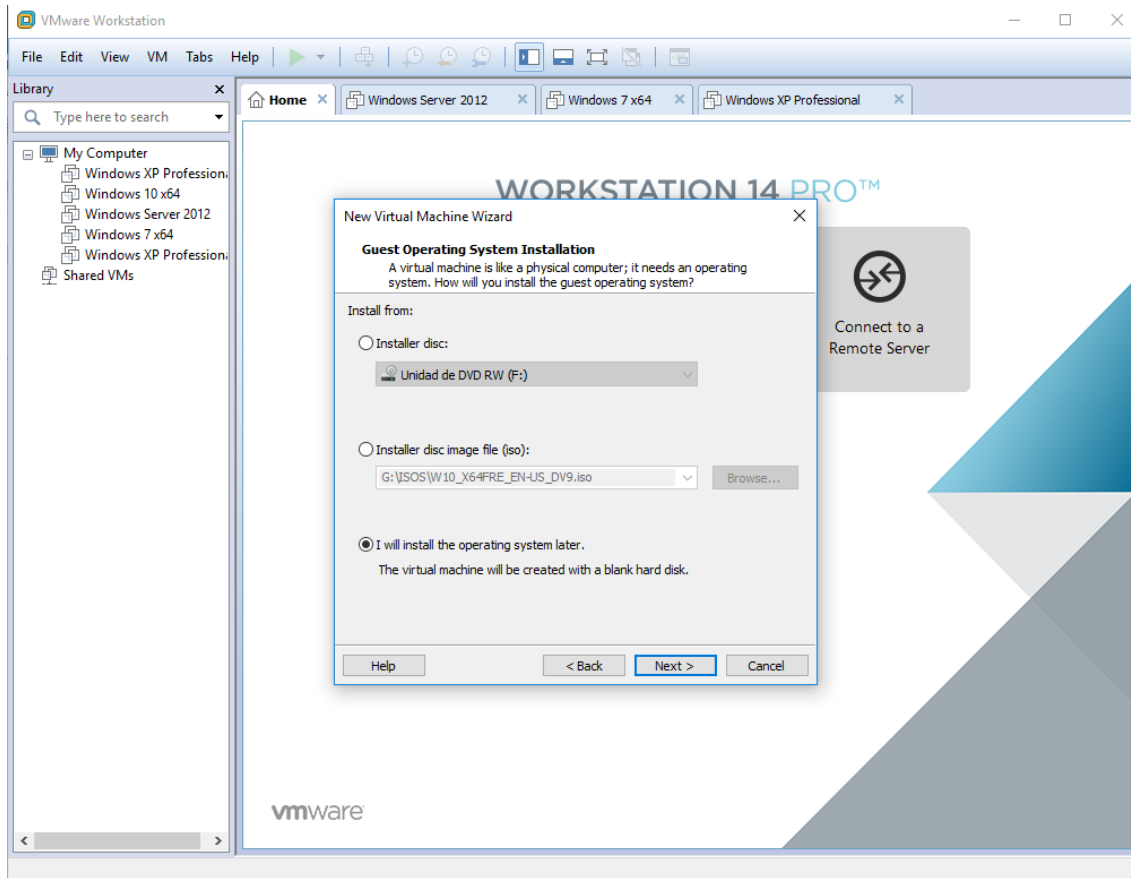 VMware Workstation
File Edit View VM Tabs Help
Library
Type here to search
My Computer
Windows XP Profession
Windows 10 x64
Windows Server 2012
Windows 7 x64
Windows XP Profession
Shared VMs
Home
Windows Server 2012
Windows 7 x64
Windows XP Professional
WORKSTATION 14 PRO™
Connect to a
Remote Server
New Virtual Machine Wizard
Guest Operating System Installation
A virtual machine is like a physical computer; it needs an operating
system. How will you install the guest operating system?
Install from:
Installer disc:
Unidad de DVD RW (F:)
Installer disc image file (iso):
G:\ISOS\W10_X64FRE_EN-US_DV9.iso
Browse...
I will install the operating system later.
The virtual machine will be created with a blank hard disk.
Help < Back Next > Cancel
vmware